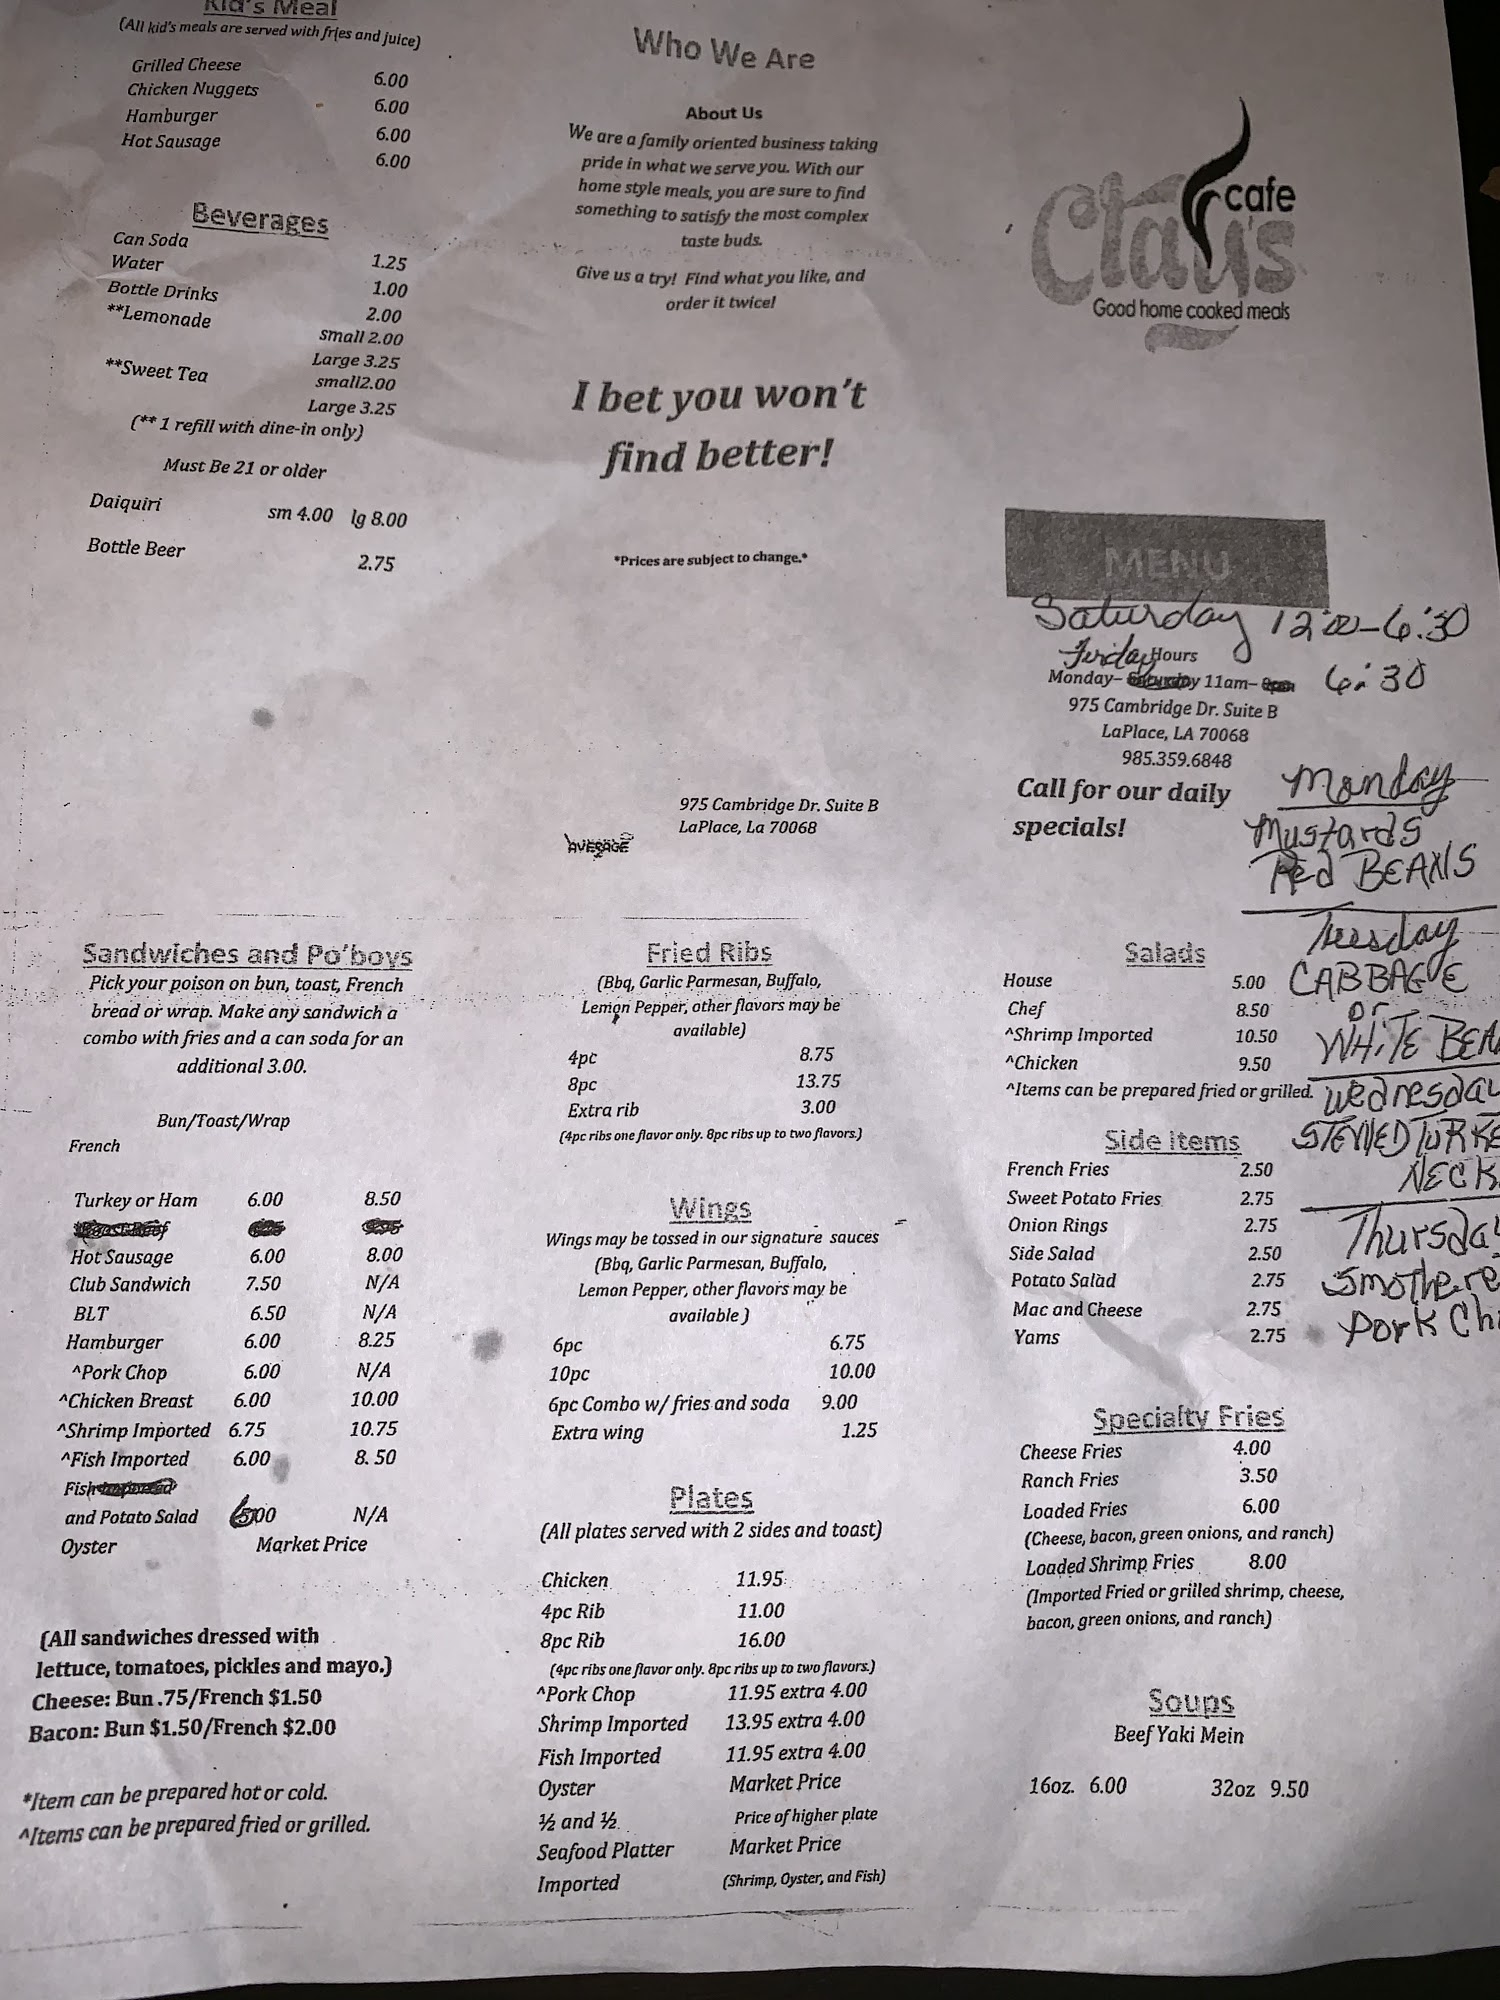 Kid's Meal
(All kid's meals are served with fries and juice)
Grilled Cheese 6.00
Chicken Nuggets 6.00
Hamburger 6.00
Hot Sausage 6.00
Beverages
Can Soda 1.25
Water 1.00
Bottle Drinks 2.00
**Lemonade small 2.00
Large 3.25
**Sweet Tea small2.00
Large 3.25
(** 1 refill with dine-in only)
Must Be 21 or older
Daiquiri sm 4.00 lg 8.00
Bottle Beer 2.75
Who We Are
About Us
We are a family oriented business taking
pride in what we serve you. With our
home style meals, you are sure to find
something to satisfy the most complex
taste buds.
Give us a try! Find what you like, and
order it twice!
I bet you won't
find better!
*Prices are subject to change.*
975 Cambridge Dr. Suite B
LaPlace, La 70068
cafe
Good home cooked meals
MENU
Saturday 12:00-6:30
Friday Hours
Monday- 11am- 6:30
975 Cambridge Dr. Suite B
LaPlace, LA 70068
985.359.6848
Call for our daily
specials!
Monday
Mustards
Red BEANS
Tuesday
CABBAGE
or
WHITE
Wednesday
STEWED
Thursday
Pork
Sandwiches and Po'boys
Pick your poison on bun, toast, French
bread or wrap. Make any sandwich a
combo with fries and a can soda for an
additional 3.00.
Bun/Toast/Wrap
French
Turkey or Ham 6.00 8.50
Hot Sausage 6.00 8.00
Club Sandwich 7.50 N/A
BLT 6.50 N/A
Hamburger 6.00 8.25
^Pork Chop 6.00 N/A
^Chicken Breast 6.00 10.00
^Shrimp Imported 6.75 10.75
^Fish Imported 6.00 8. 50
Fish
and Potato Salad 6.00 N/A
Oyster Market Price
(All sandwiches dressed with
lettuce, tomatoes, pickles and mayo.)
Cheese: Bun .75/French $1.50
Bacon: Bun $1.50/French $2.00
*Item can be prepared hot or cold.
^Items can be prepared fried or grilled.
Fried Ribs
(Bbq, Garlic Parmesan, Buffalo,
Lemon Pepper, other flavors may be
available)
4pc 8.75
8pc 13.75
Extra rib 3.00
(4pc ribs one flavor only. 8pc ribs up to two flavors.)
Wings
Wings may be tossed in our signature sauces
(Bbq, Garlic Parmesan, Buffalo,
Lemon Pepper, other flavors may be
available )
6pc 6.75
10pc 10.00
6pc Combo w/ fries and soda 9.00
Extra wing 1.25
Plates
(All plates served with 2 sides and toast)
Chicken 11.95
4pc Rib 11.00
8pc Rib 16.00
(4pc ribs one flavor only. 8pc ribs up to two flavors.)
^Pork Chop 11.95 extra 4.00
Shrimp Imported 13.95 extra 4.00
Fish Imported 11.95 extra 4.00
Oyster Market Price
½ and ½ Price of higher plate
Seafood Platter Market Price
Imported (Shrimp, Oyster, and Fish)
Salads
House 5.00
Chef 8.50
^Shrimp Imported 10.50
^Chicken 9.50
^Items can be prepared fried or grilled.
Side Items
French Fries 2.50
Sweet Potato Fries 2.75
Onion Rings 2.75
Side Salad 2.50
Potato Salad 2.75
Mac and Cheese 2.75
Yams 2.75
Specialty Fries
Cheese Fries 4.00
Ranch Fries 3.50
Loaded Fries 6.00
(Cheese, bacon, green onions, and ranch)
Loaded Shrimp Fries 8.00
(Imported Fried or grilled shrimp, cheese,
bacon, green onions, and ranch)
Soups
Beef Yaki Mein
16oz. 6.00 32oz 9.50